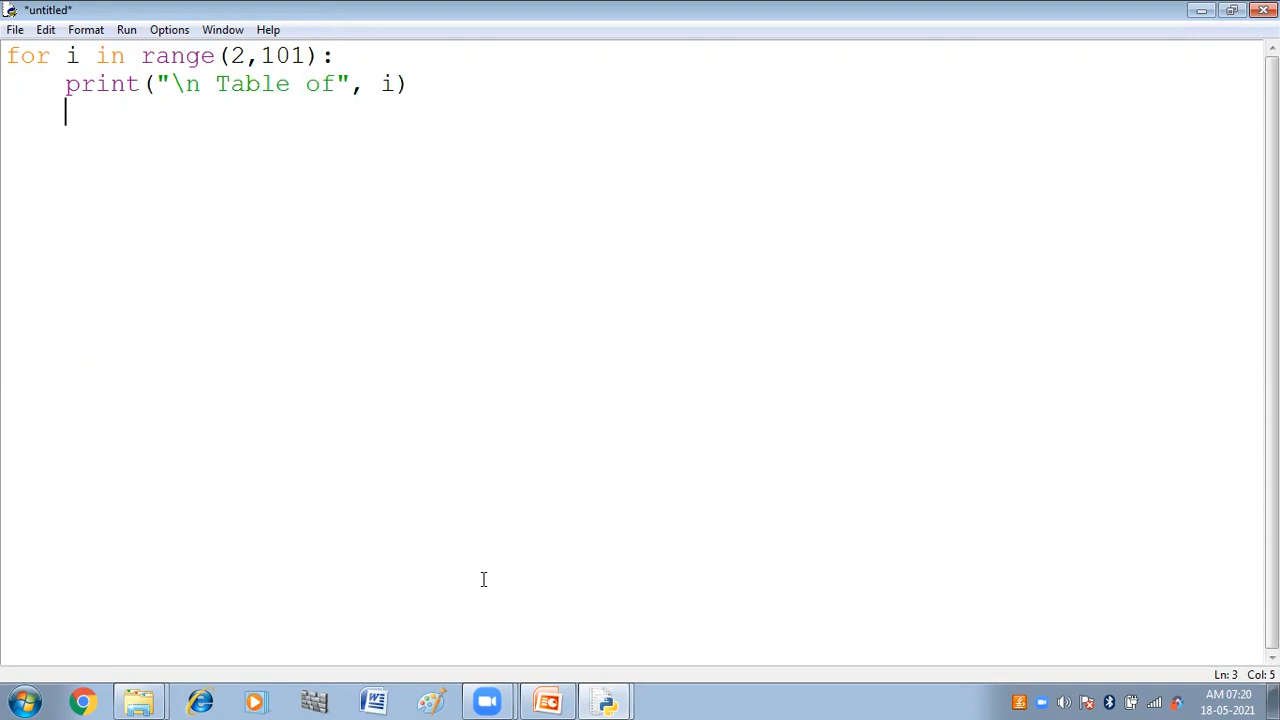 *untitled*
File Edit Format Run Options Window Help
for i in range(2,101):
    print("\n Table of", i)
Ln: 3 Col: 5
AM 07:20
18-05-2021